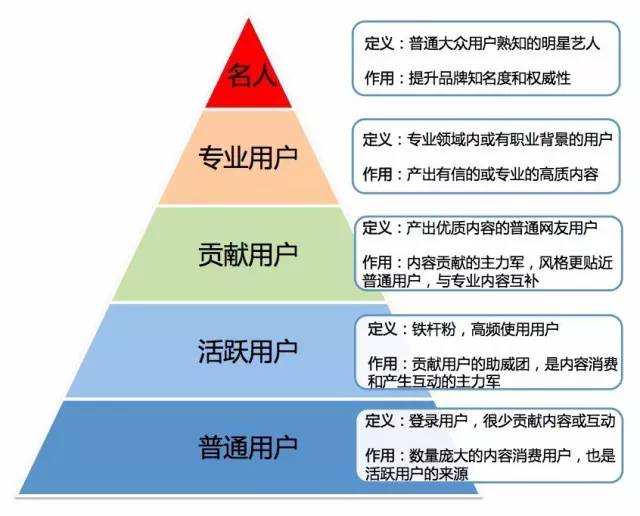 名人
定义：普通大众用户熟知的明星艺人
作用：提升品牌知名度和权威性
专业用户
定义：专业领域内或有职业背景的用户
作用：产出有信的或专业的高质内容
贡献用户
定义：产出优质内容的普通网友用户
作用：内容贡献的主力军，风格更贴近
普通用户，与专业内容互补
活跃用户
定义：铁杆粉，高频使用用户
作用：贡献用户的助威团，是内容消费
和产生互动的主力军
普通用户
定义：登录用户，很少贡献内容或互动
作用：数量庞大的内容消费用户，也是
活跃用户的来源